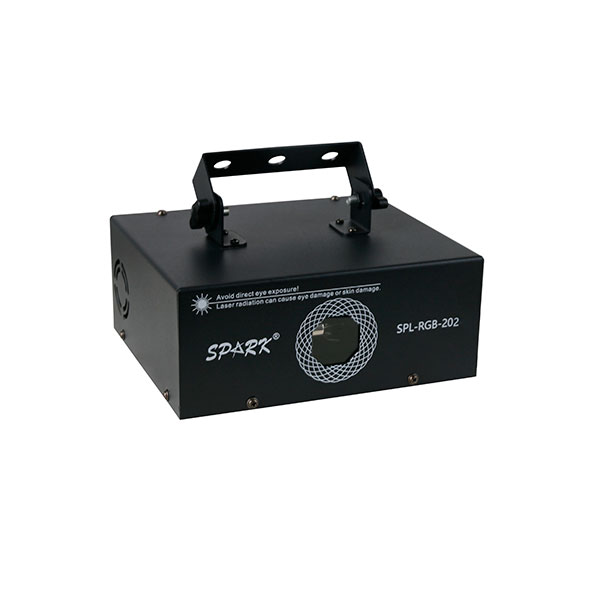 Avoid direct eye exposure!
Laser radiation can cause eye damage or skin damage.
SPARK®
SPL-RGB-202